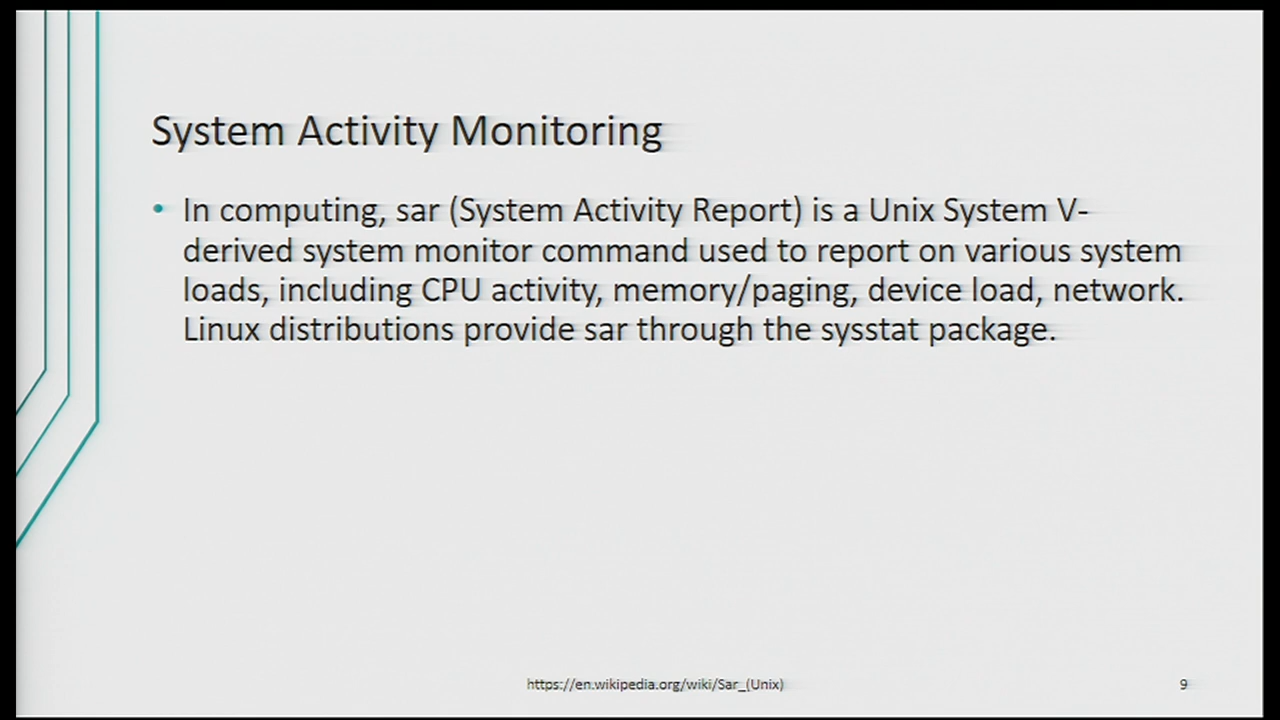 System Activity Monitoring
• In computing, sar (System Activity Report) is a Unix System V-
derived system monitor command used to report on various system
loads, including CPU activity, memory/paging, device load, network.
Linux distributions provide sar through the sysstat package.
https://en.wikipedia.org/wiki/Sar_(Unix)
9